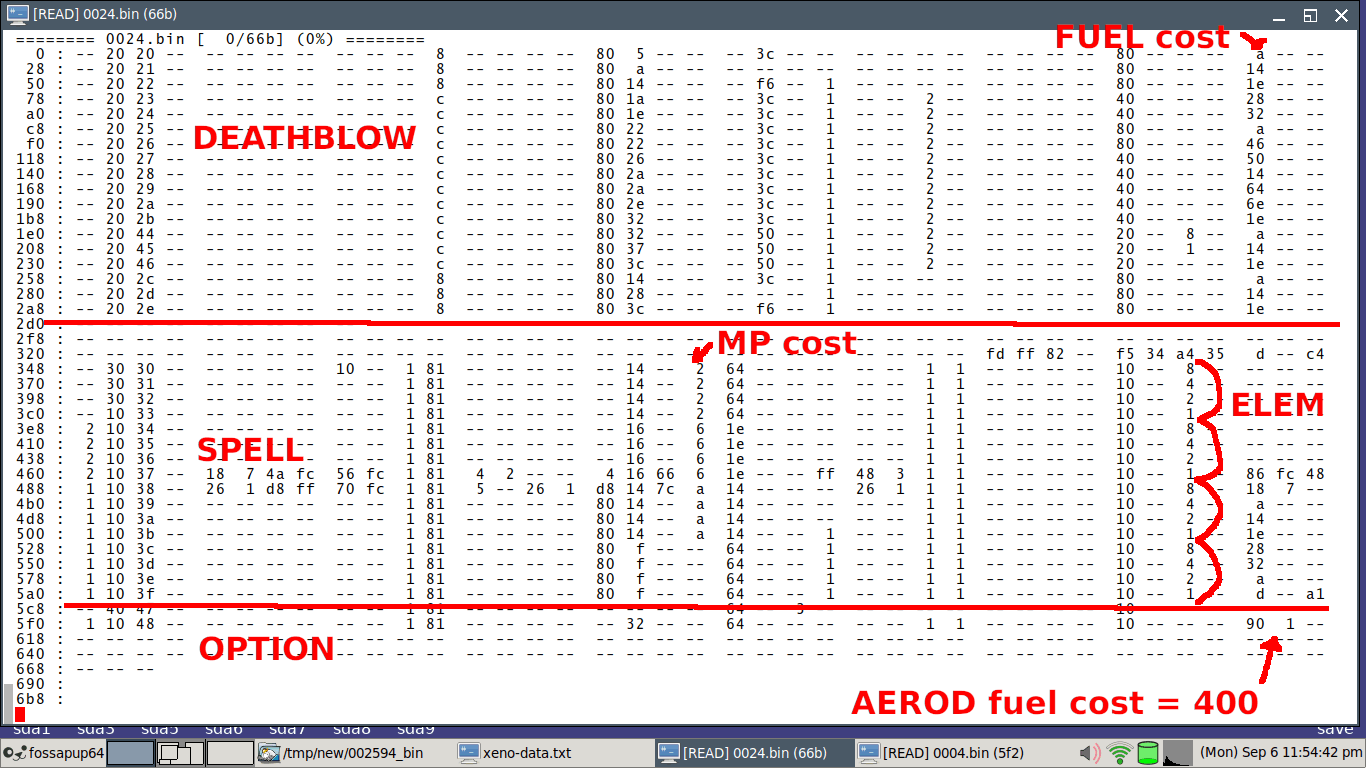 [READ] 0024.bin (66b)
======== 0024.bin [  0/66b] (0%) ========
FUEL cost
0 : -- 20 20 -- -- -- -- -- -- -- -- 8 -- -- -- -- 80 5 -- -- -- 3c -- -- -- -- -- -- -- -- -- -- 80 -- -- -- a -- --
28 : -- 20 21 -- -- -- -- -- -- -- -- 8 -- -- -- -- 80 a -- -- -- -- -- -- -- -- -- -- -- -- -- -- 80 -- -- -- 14 -- --
50 : -- 20 22 -- -- -- -- -- -- -- -- 8 -- -- -- -- 80 14 -- -- -- f6 -- 1 -- -- -- -- -- -- -- -- 80 -- -- -- 1e -- --
78 : -- 20 23 -- -- -- -- -- -- -- -- c -- -- -- -- 80 1a -- -- -- 3c -- 1 -- -- 2 -- -- -- -- -- 40 -- -- -- 28 -- --
a0 : -- 20 24 -- -- -- -- -- -- -- -- c -- -- -- -- 80 1e -- -- -- 3c -- 1 -- -- 2 -- -- -- -- -- 40 -- -- -- 32 -- --
c8 : -- 20 25 -- -- -- -- -- -- -- -- c -- -- -- -- 80 22 -- -- -- 3c -- 1 -- -- 2 -- -- -- -- -- 80 -- -- -- a -- --
DEATHBLOW
f0 : -- 20 26 -- -- -- -- -- -- -- -- c -- -- -- -- 80 22 -- -- -- 3c -- 1 -- -- 2 -- -- -- -- -- 80 -- -- -- 46 -- --
118 : -- 20 27 -- -- -- -- -- -- -- -- c -- -- -- -- 80 26 -- -- -- 3c -- 1 -- -- 2 -- -- -- -- -- 40 -- -- -- 50 -- --
140 : -- 20 28 -- -- -- -- -- -- -- -- c -- -- -- -- 80 2a -- -- -- 3c -- 1 -- -- 2 -- -- -- -- -- 40 -- -- -- 14 -- --
168 : -- 20 29 -- -- -- -- -- -- -- -- c -- -- -- -- 80 2a -- -- -- 3c -- 1 -- -- 2 -- -- -- -- -- 40 -- -- -- 64 -- --
190 : -- 20 2a -- -- -- -- -- -- -- -- c -- -- -- -- 80 2e -- -- -- 3c -- 1 -- -- 2 -- -- -- -- -- 40 -- -- -- 6e -- --
1b8 : -- 20 2b -- -- -- -- -- -- -- -- c -- -- -- -- 80 32 -- -- -- 3c -- 1 -- -- 2 -- -- -- -- -- 40 -- -- -- 1e -- --
1e0 : -- 20 44 -- -- -- -- -- -- -- -- c -- -- -- -- 80 32 -- -- -- 50 -- 1 -- -- 2 -- -- -- -- -- 20 -- 8 -- a -- --
208 : -- 20 45 -- -- -- -- -- -- -- -- c -- -- -- -- 80 37 -- -- -- 50 -- 1 -- -- 2 -- -- -- -- -- 20 -- 1 -- 14 -- --
230 : -- 20 46 -- -- -- -- -- -- -- -- c -- -- -- -- 80 3c -- -- -- 50 -- 1 -- -- 2 -- -- -- -- -- 20 -- -- -- 1e -- --
258 : -- 20 2c -- -- -- -- -- -- -- -- 8 -- -- -- -- 80 14 -- -- -- 3c -- -- -- -- -- -- -- -- -- -- 80 -- -- -- a -- --
280 : -- 20 2d -- -- -- -- -- -- -- -- 8 -- -- -- -- 80 28 -- -- -- -- -- -- -- -- -- -- -- -- -- -- 80 -- -- -- 14 -- --
2a8 : -- 20 2e -- -- -- -- -- -- -- -- 8 -- -- -- -- 80 3c -- -- -- f6 -- 1 -- -- -- -- -- -- -- -- 80 -- -- -- 1e -- --
2d0 :
2f8 : -- -- -- -- -- -- -- -- -- -- -- -- -- -- -- -- -- -- -- -- -- -- -- -- -- -- -- -- -- -- -- -- -- -- -- -- -- -- --
MP cost
320 : -- -- -- -- -- -- -- -- -- -- -- -- -- -- -- -- -- -- -- -- -- -- -- -- -- -- -- -- fd ff 82 -- f5 34 a4 35 d -- c4
348 : -- 30 30 -- -- -- -- -- 10 -- 1 81 -- -- -- -- -- 14 -- 2 64 -- -- -- -- -- 1 1 -- -- -- -- 10 -- 8 -- -- -- --
370 : -- 30 31 -- -- -- -- -- -- -- 1 81 -- -- -- -- -- 14 -- 2 64 -- -- -- -- -- 1 1 -- -- -- -- 10 -- 4 -- -- -- --
398 : -- 30 32 -- -- -- -- -- -- -- 1 81 -- -- -- -- -- 14 -- 2 64 -- -- -- -- -- 1 1 -- -- -- -- 10 -- 2 -- -- -- --
ELEM
3c0 : -- 10 33 -- -- -- -- -- -- -- 1 81 -- -- -- -- -- 14 -- 2 64 -- -- -- -- -- 1 1 -- -- -- -- 10 -- 1 -- -- -- --
3e8 : 2 10 34 -- -- -- -- -- -- -- 1 81 -- -- -- -- -- 16 -- 6 1e -- -- -- -- -- 1 1 -- -- -- -- 10 -- 8 -- -- -- --
410 : 2 10 35 -- -- -- -- -- -- -- 1 81 -- -- -- -- -- 16 -- 6 1e -- -- -- -- -- 1 1 -- -- -- -- 10 -- 4 -- -- -- --
SPELL
438 : 2 10 36 -- -- -- -- -- -- -- 1 81 -- -- -- -- -- 16 -- 6 1e -- -- -- -- -- 1 1 -- -- -- -- 10 -- 2 -- -- -- --
460 : 2 10 37 -- 18 7 4a fc 56 fc 1 81 4 2 -- -- 4 16 66 6 1e -- -- ff 48 3 1 1 -- -- -- -- 10 -- 1 -- 86 fc 48
488 : 1 10 38 -- 26 1 d8 ff 70 fc 1 81 5 -- 26 1 d8 14 7c a 14 -- -- -- 26 1 1 1 -- -- -- -- 10 -- 8 -- 18 7 --
4b0 : 1 10 39 -- -- -- -- -- -- -- 1 81 -- -- -- -- 80 14 -- a 14 -- -- -- -- -- 1 1 -- -- -- -- 10 -- 4 -- a -- --
4d8 : 1 10 3a -- -- -- -- -- -- -- 1 81 -- -- -- -- 80 14 -- a 14 -- -- -- -- -- 1 1 -- -- -- -- 10 -- 2 -- 14 -- --
500 : 1 10 3b -- -- -- -- -- -- -- 1 81 -- -- -- -- 80 14 -- a 14 -- -- 1 -- -- 1 1 -- -- -- -- 10 -- 1 -- 1e -- --
528 : 1 10 3c -- -- -- -- -- -- -- 1 81 -- -- -- -- 80 f -- -- 64 -- -- 1 -- -- 1 1 -- -- -- -- 10 -- 8 -- 28 -- --
550 : 1 10 3d -- -- -- -- -- -- -- 1 81 -- -- -- -- 80 f -- -- 64 -- -- 1 -- -- 1 1 -- -- -- -- 10 -- 4 -- 32 -- --
578 : 1 10 3e -- -- -- -- -- -- -- 1 81 -- -- -- -- 80 f -- -- 64 -- -- 1 -- -- 1 1 -- -- -- -- 10 -- 2 -- a -- --
5a0 : 1 10 3f -- -- -- -- -- -- -- 1 81 -- -- -- -- 80 f -- -- 64 -- -- 1 -- -- 1 1 -- -- -- -- 10 -- 1 -- d -- a1
5c8 : -- 40 47 -- -- -- -- -- -- -- 1 81 -- -- -- -- -- -- -- -- 64 -- 3 -- -- -- -- -- -- -- -- -- 10 -- -- -- -- -- --
5f0 : 1 10 48 -- -- -- -- -- -- -- 1 81 -- -- -- -- -- 32 -- -- 64 -- -- -- -- -- 1 1 -- -- -- -- 10 -- -- -- 90 1 --
618 : -- -- -- -- -- -- -- -- -- -- -- -- -- -- -- -- -- -- -- -- -- -- -- -- -- -- -- -- -- -- -- -- -- -- -- -- -- -- --
OPTION
640 : -- -- -- -- -- -- -- -- -- -- -- -- -- -- -- -- -- -- -- -- -- -- -- -- -- -- -- -- -- -- -- -- -- -- -- -- -- -- --
668 : -- -- --
690 :
6b8 :
AEROD fuel cost = 400
sda1 sda3 sda5 sda6 sda7 sda8 sda9 save
fossapup64 /tmp/new/002594_bin xeno-data.txt [READ] 0024.bin (66b) [READ] 0004.bin (5f2) (Mon) Sep 6 11:54:42 pm